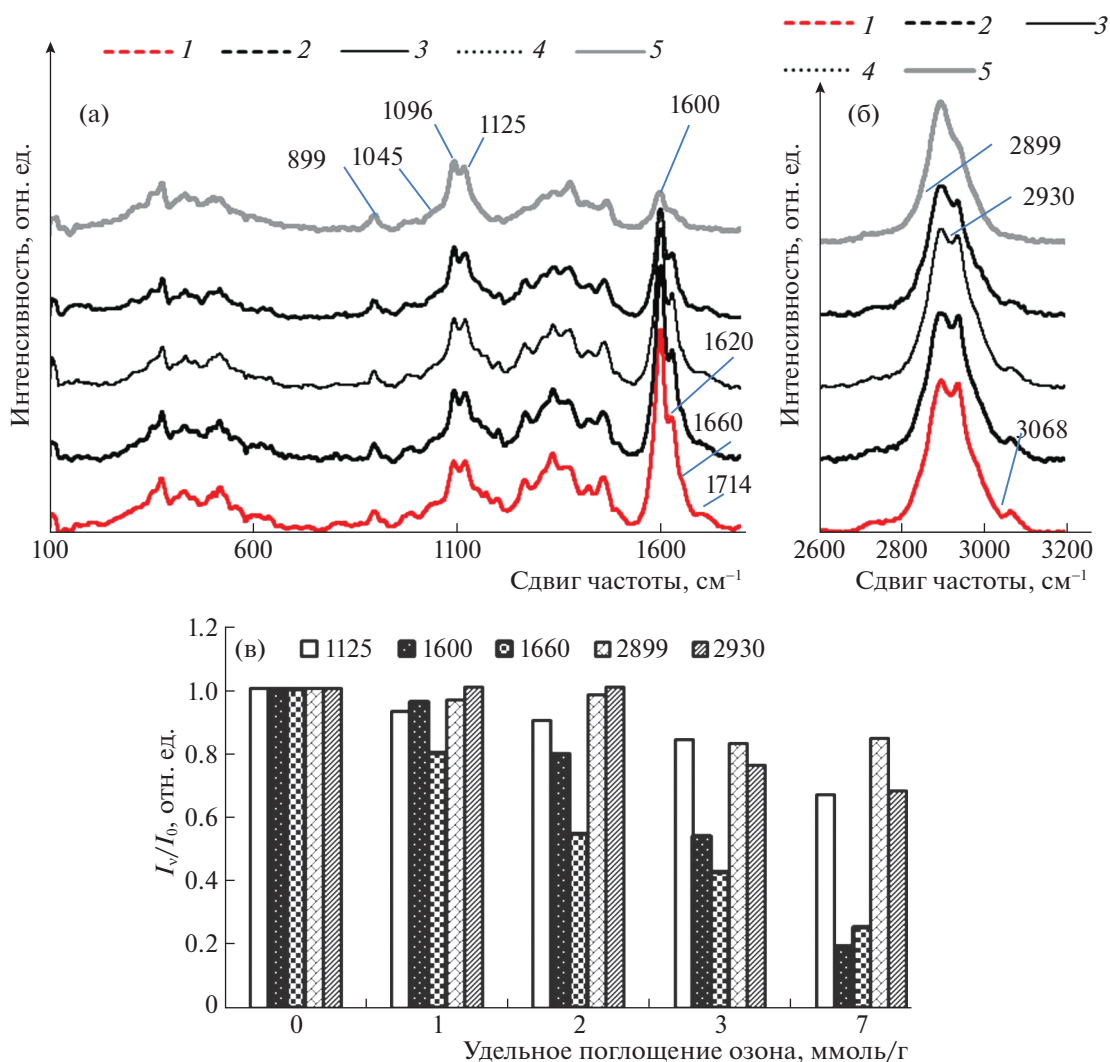 1 2 3 4 5
(а)
1096
1125
1600
899
1045
1620
1660
1714
Интенсивность, отн. ед.
100 600 1100 1600
Сдвиг частоты, см⁻¹
1 2 3
4 5
(б)
2899
2930
3068
Интенсивность, отн. ед.
2600 2800 3000 3200
Сдвиг частоты, см⁻¹
(в) 1125 1600 1660 2899 2930
1.2
1.0
0.8
0.6
0.4
0.2
0
Iν/I0, отн. ед.
0 1 2 3 7
Удельное поглощение озона, ммоль/г